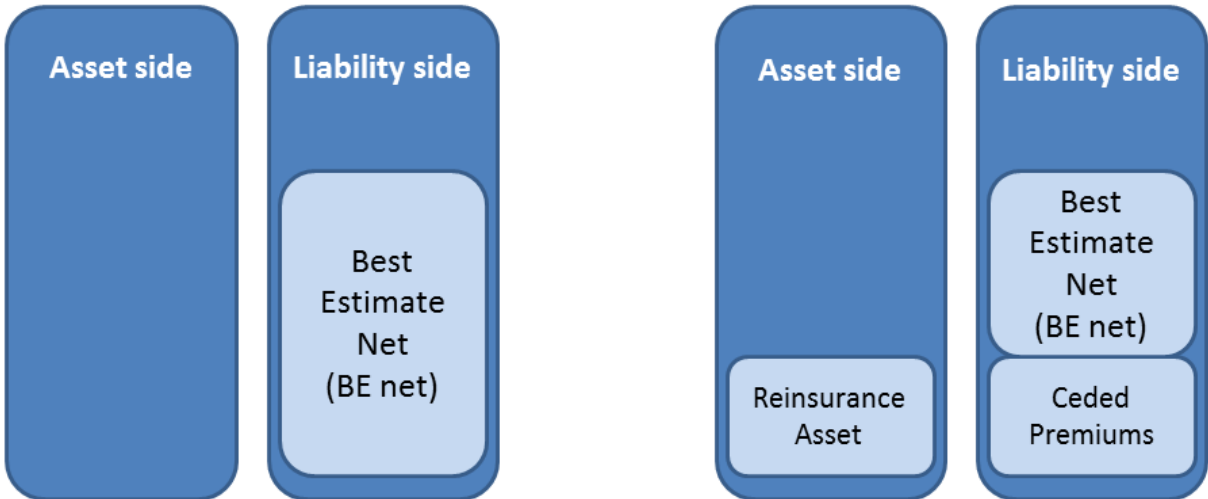 Asset side
Liability side
Best
Estimate
Net
(BE net)
Asset side
Liability side
Best
Estimate
Net
(BE net)
Reinsurance
Asset
Ceded
Premiums